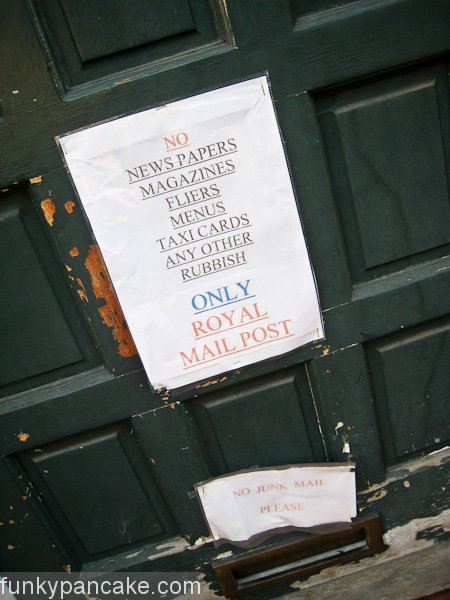 NO
NEWS PAPERS
MAGAZINES
FLIERS
MENUS
TAXI CARDS
ANY OTHER
RUBBISH
ONLY
ROYAL
MAIL POST
NO JUNK MAIL
PLEASE
funkypancake.com